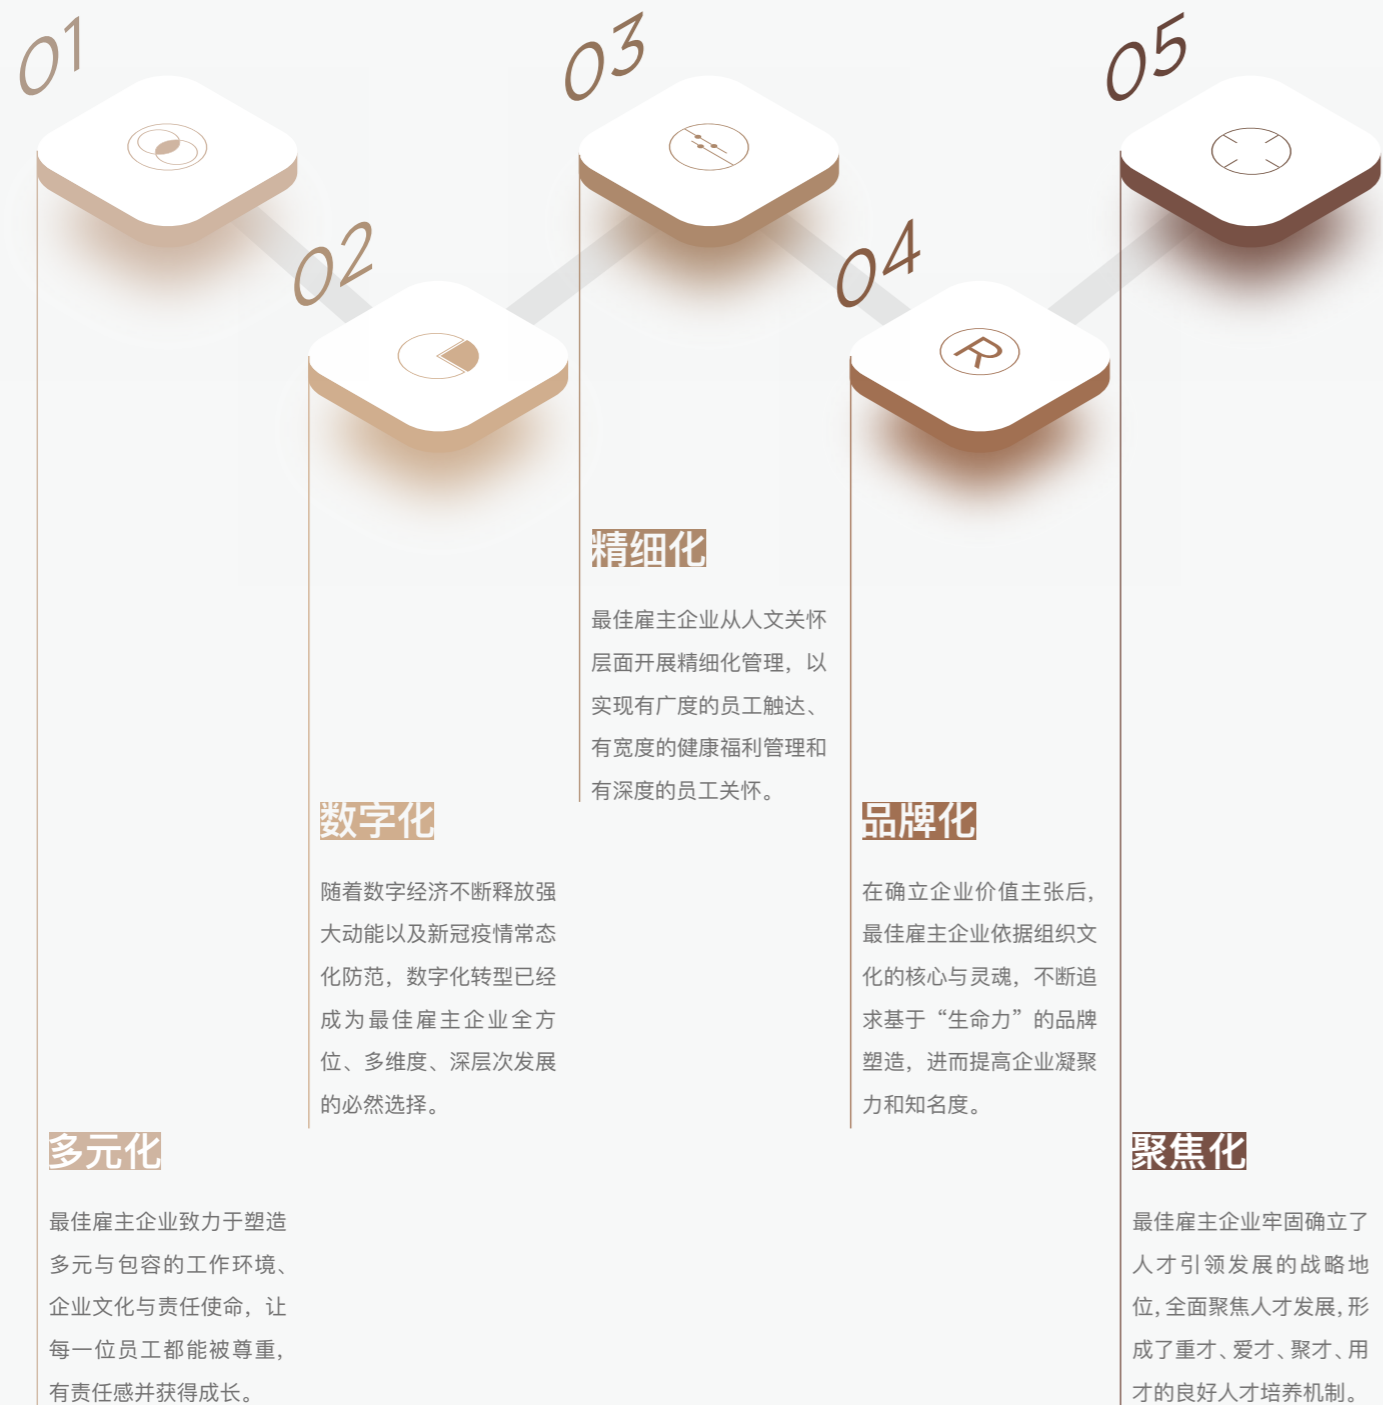 01
多元化
最佳雇主企业致力于塑造
多元与包容的工作环境、
企业文化与责任使命，让
每一位员工都能被尊重，
有责任感并获得成长。
02
数字化
随着数字经济不断释放强
大动能以及新冠疫情常态
化防范，数字化转型已经
成为最佳雇主企业全方
位、多维度、深层次发展
的必然选择。
03
精细化
最佳雇主企业从人文关怀
层面开展精细化管理，以
实现有广度的员工触达、
有宽度的健康福利管理和
有深度的员工关怀。
04
R
品牌化
在确立企业价值主张后，
最佳雇主企业依据组织文
化的核心与灵魂，不断追
求基于“生命力”的品牌
塑造，进而提高企业凝聚
力和知名度。
05
聚焦化
最佳雇主企业牢固确立了
人才引领发展的战略地
位，全面聚焦人才发展，形
成了重才、爱才、聚才、用
才的良好人才培养机制。